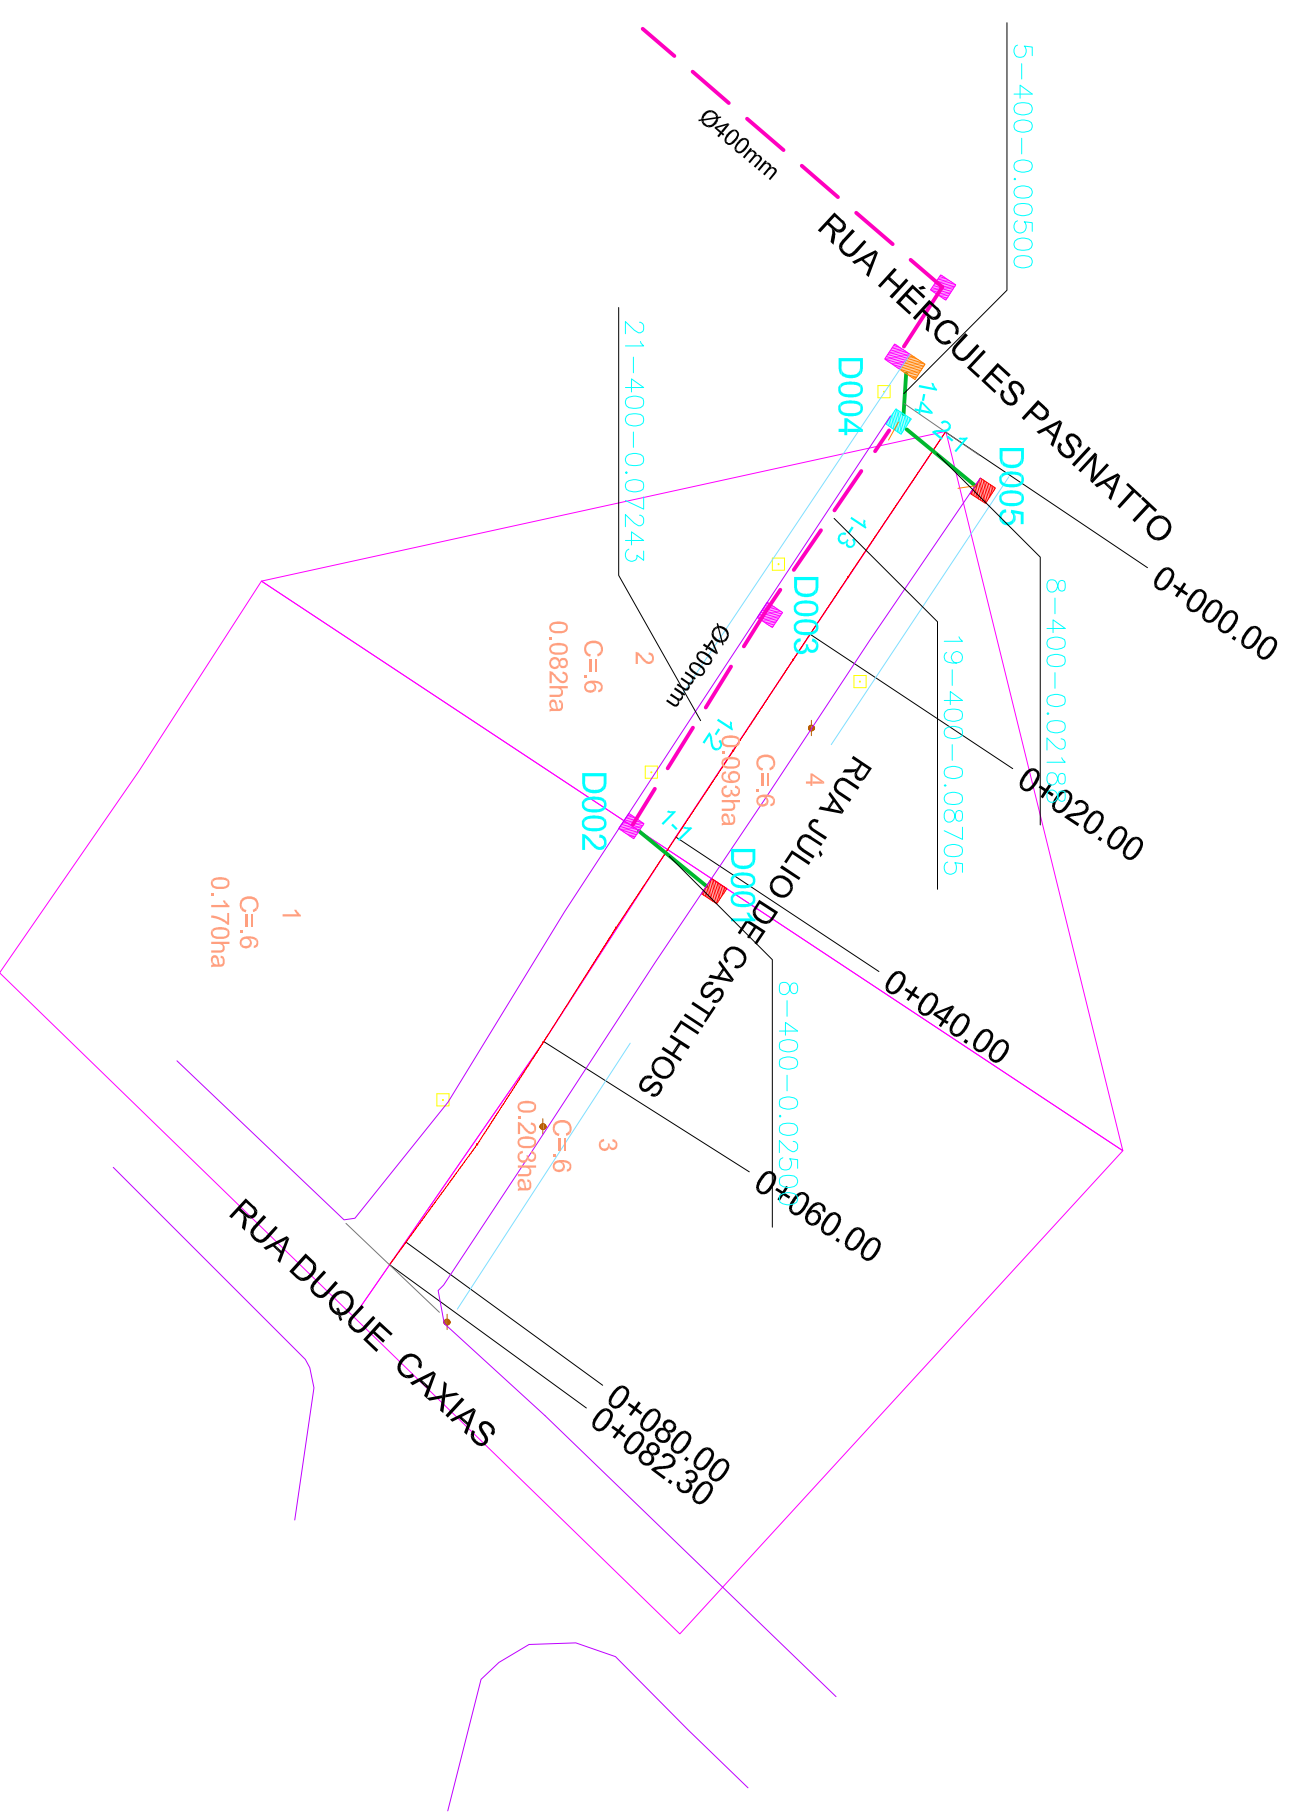 5-400-0.00500
Ø400mm
RUA HÉRCULES PASINATTO
21-400-0.07243
D004
1-4
2-1
D005
1-3
0+000.00
D003
8-400-0.0218
19-400-0.08705
Ø400mm
2
C=.6
0.082ha
1-2
4
C=.6
0.093ha
0+020.00
RUA JÚLIO DE CASTILHOS
D002
1-1
D001
1
C=.6
0.170ha
0+040.00
8-400-0.02500
3
C=.6
0.203ha
0+060.00
RUA DUQUE CAXIAS
0+080.00
0+082.30